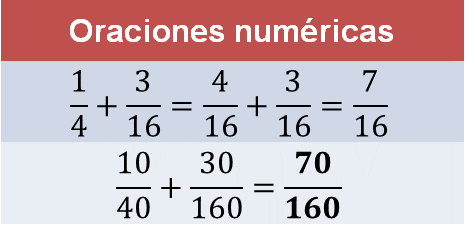 Oraciones numéricas
1/4 + 3/16 = 4/16 + 3/16 = 7/16
10/40 + 30/160 = 70/160